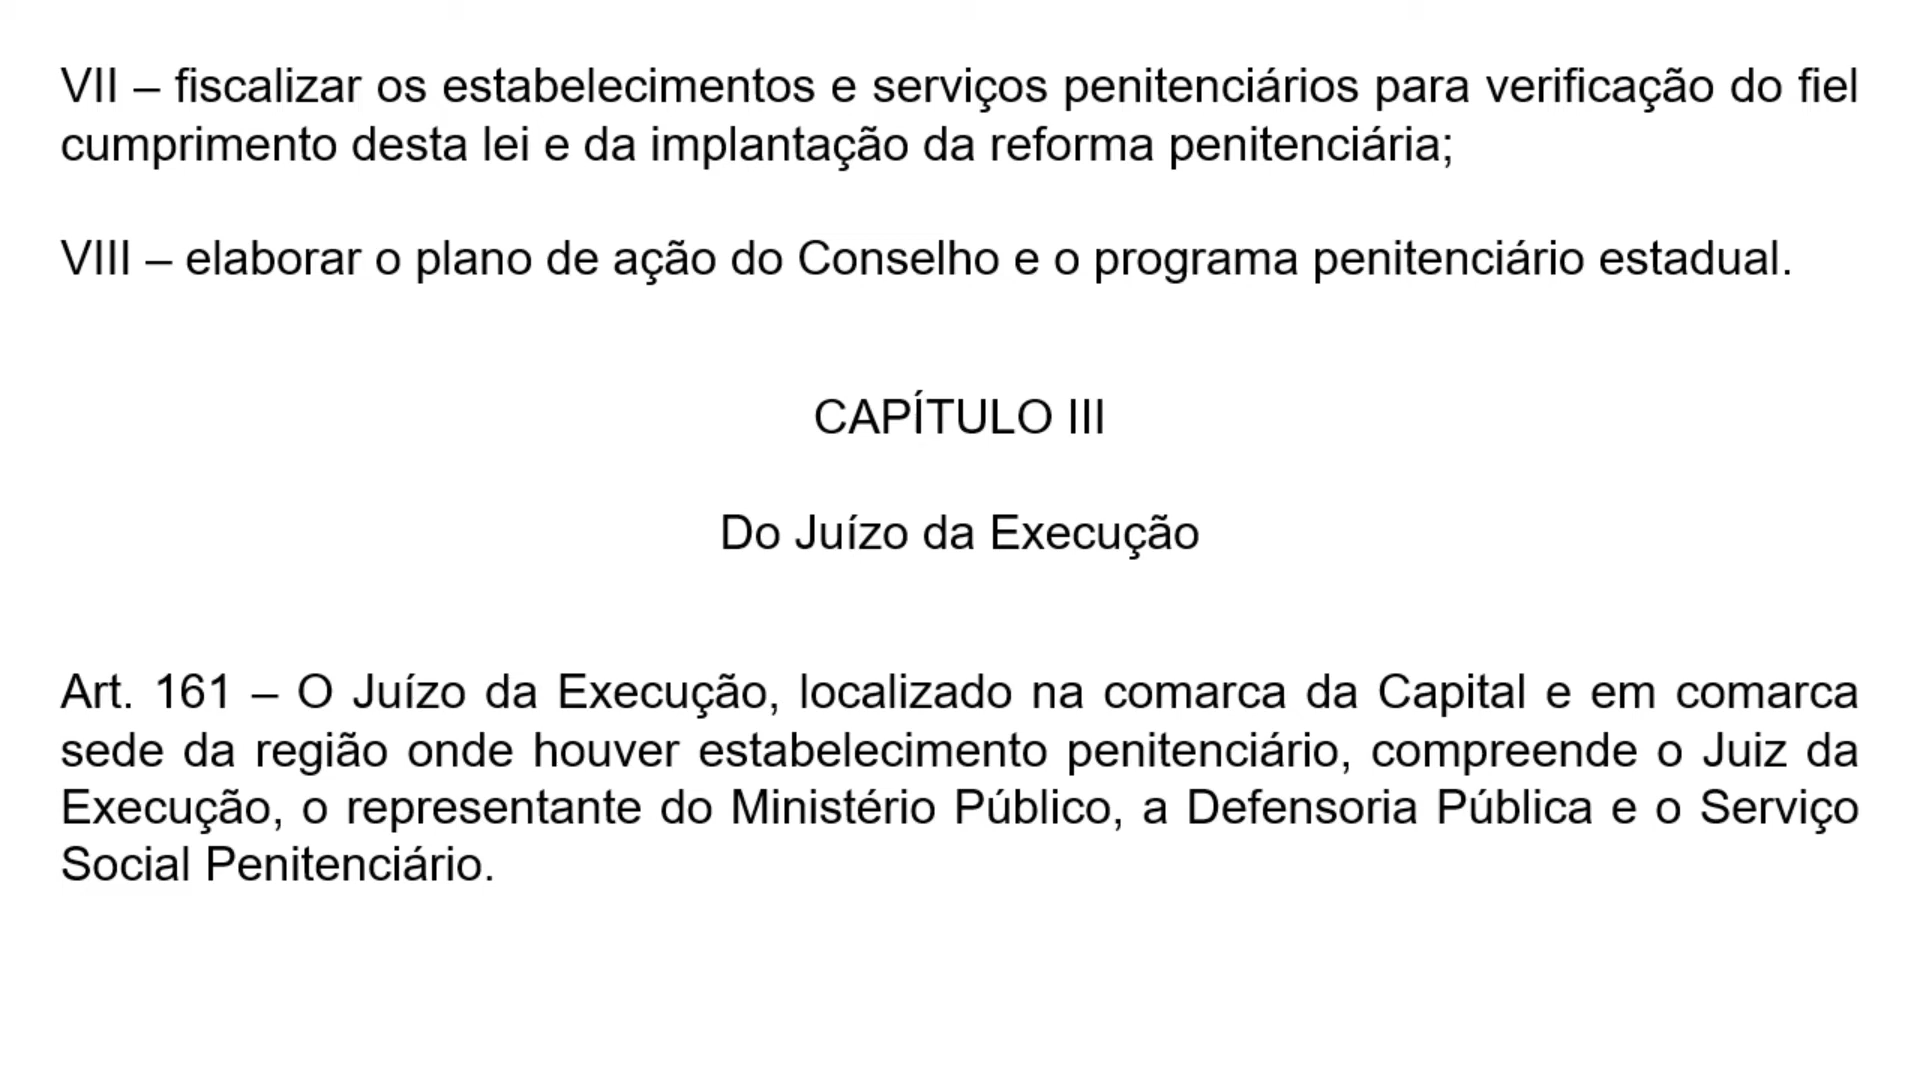 VII – fiscalizar os estabelecimentos e serviços penitenciários para verificação do fiel
cumprimento desta lei e da implantação da reforma penitenciária;
VIII – elaborar o plano de ação do Conselho e o programa penitenciário estadual.
CAPÍTULO III
Do Juízo da Execução
Art. 161 – O Juízo da Execução, localizado na comarca da Capital e em comarca
sede da região onde houver estabelecimento penitenciário, compreende o Juiz da
Execução, o representante do Ministério Público, a Defensoria Pública e o Serviço
Social Penitenciário.